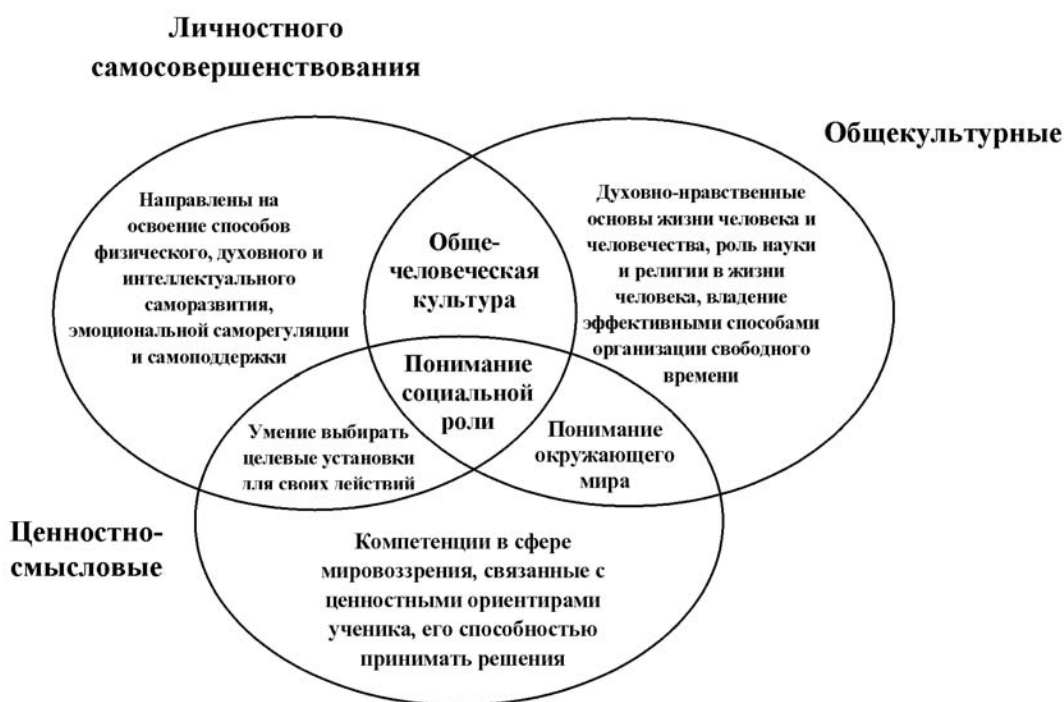 Личностного
самосовершенствования
Общекультурные
Направлены на
освоение способов
физического, духовного и
интеллектуального
саморазвития,
эмоциональной саморегуляции
и самоподдержки
Обще-
человеческая
культура
Духовно-нравственные
основы жизни человека и
человечества, роль науки
и религии в жизни
человека, владение
эффективными способами
организации свободного
времени
Понимание
социальной
роли
Умение выбирать
целевые установки
для своих действий
Понимание
окружающего
мира
Ценностно-
смысловые
Компетенции в сфере
мировоззрения, связанные с
ценностными ориентирами
ученика, его способностью
принимать решения